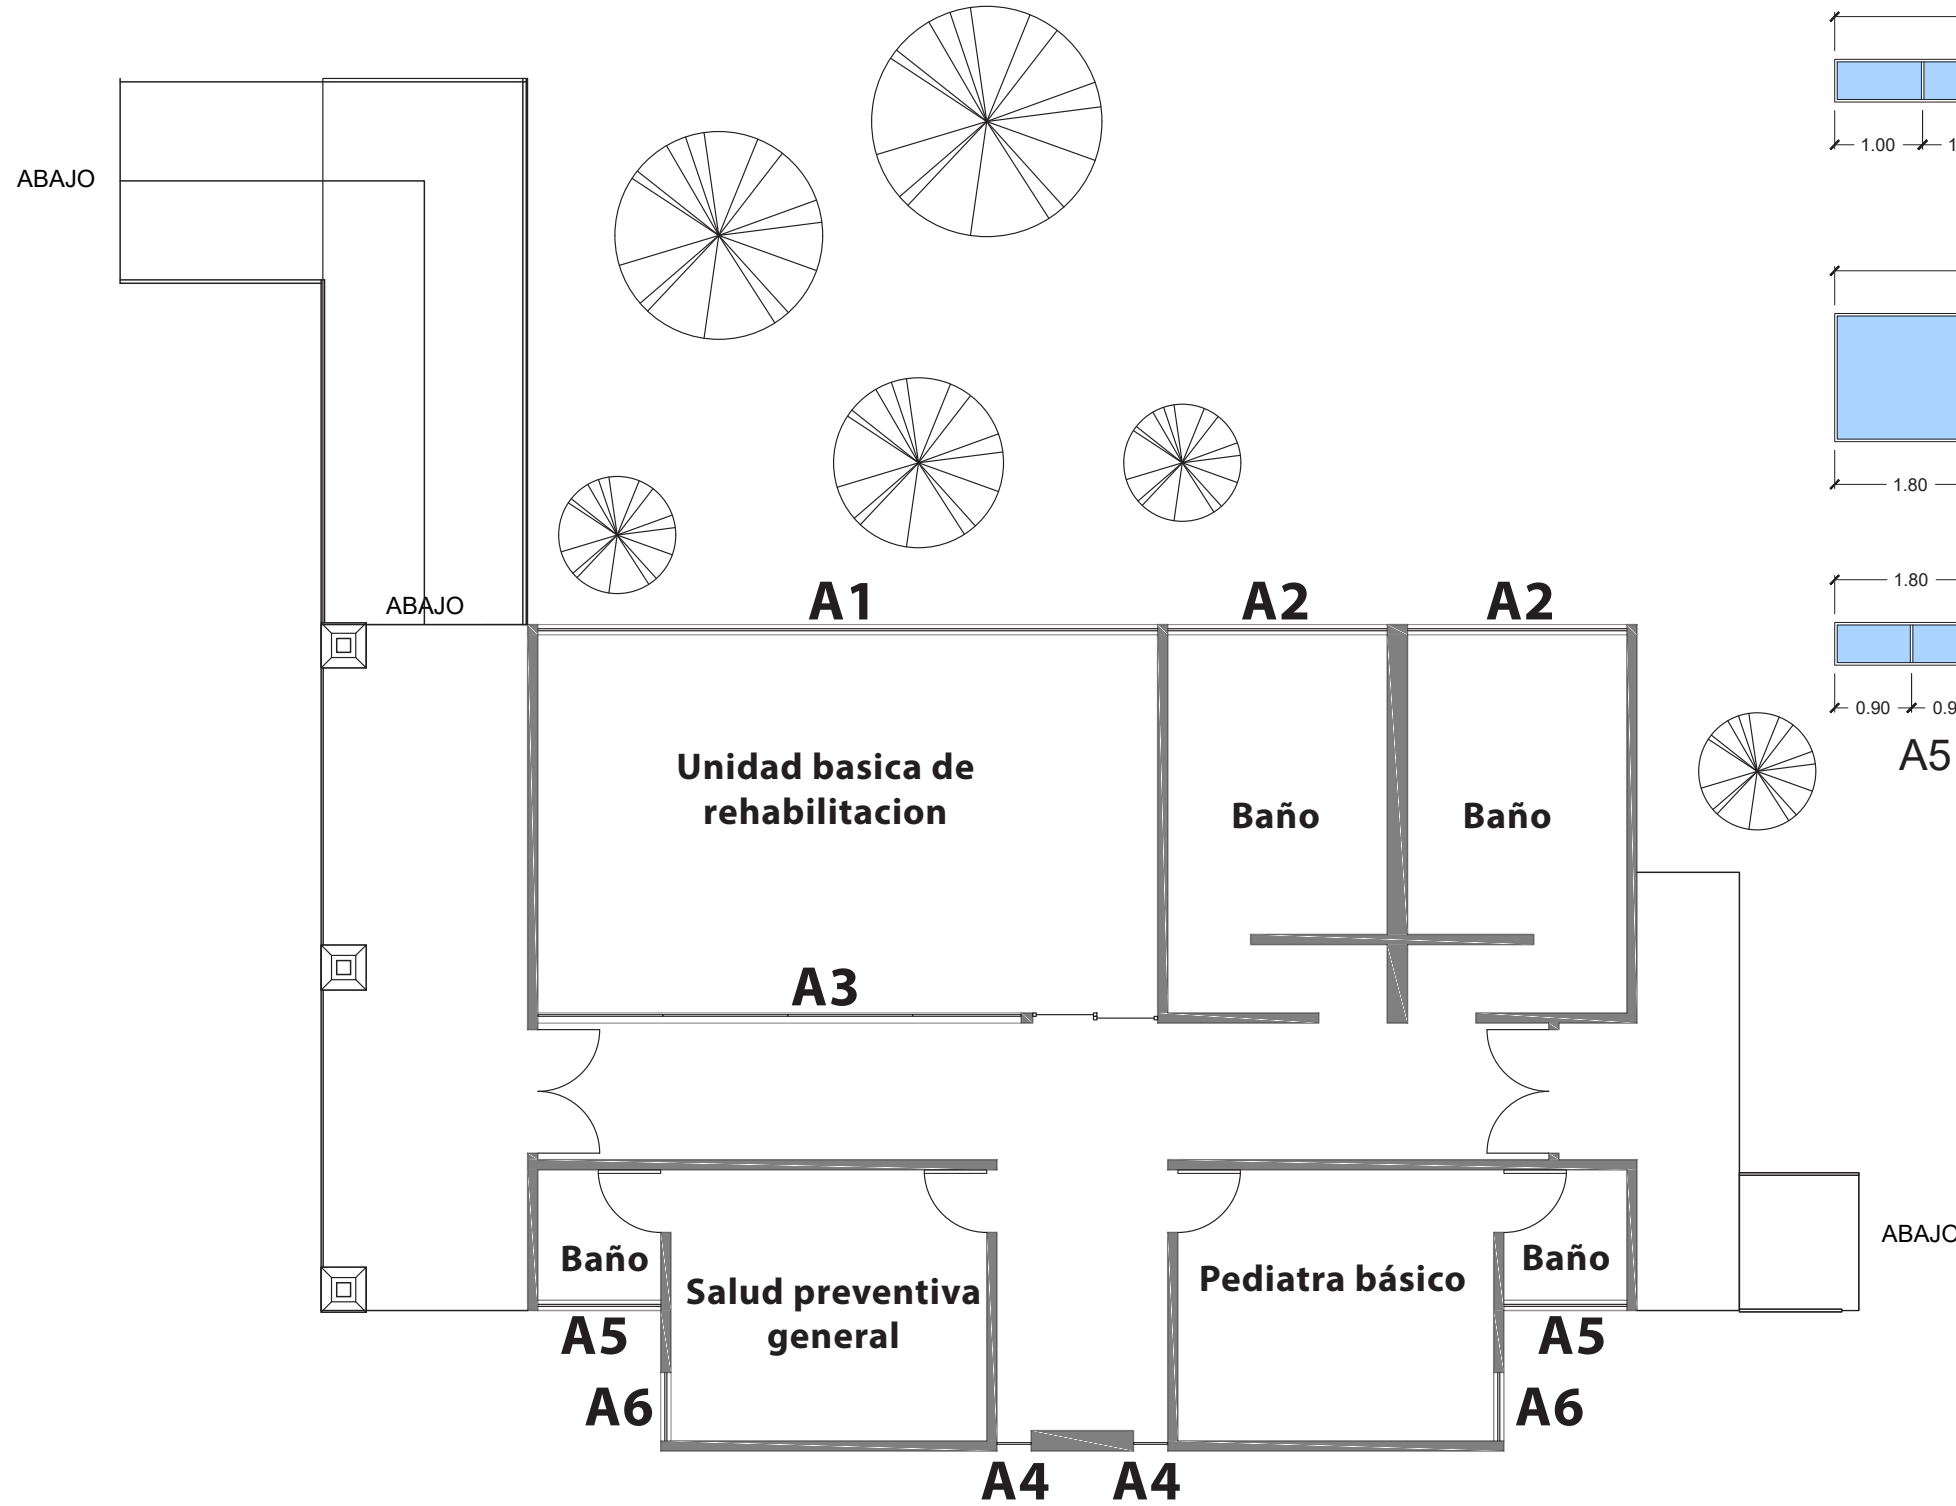 ABAJO
1.00
1.80
ABAJO
A1
A2
A2
1.80
0.90
A5
Unidad basica de
rehabilitacion
Baño
Baño
A3
ABAJO
Baño
Baño
Salud preventiva
general
Pediatra básico
A5
A5
A6
A6
A4
A4